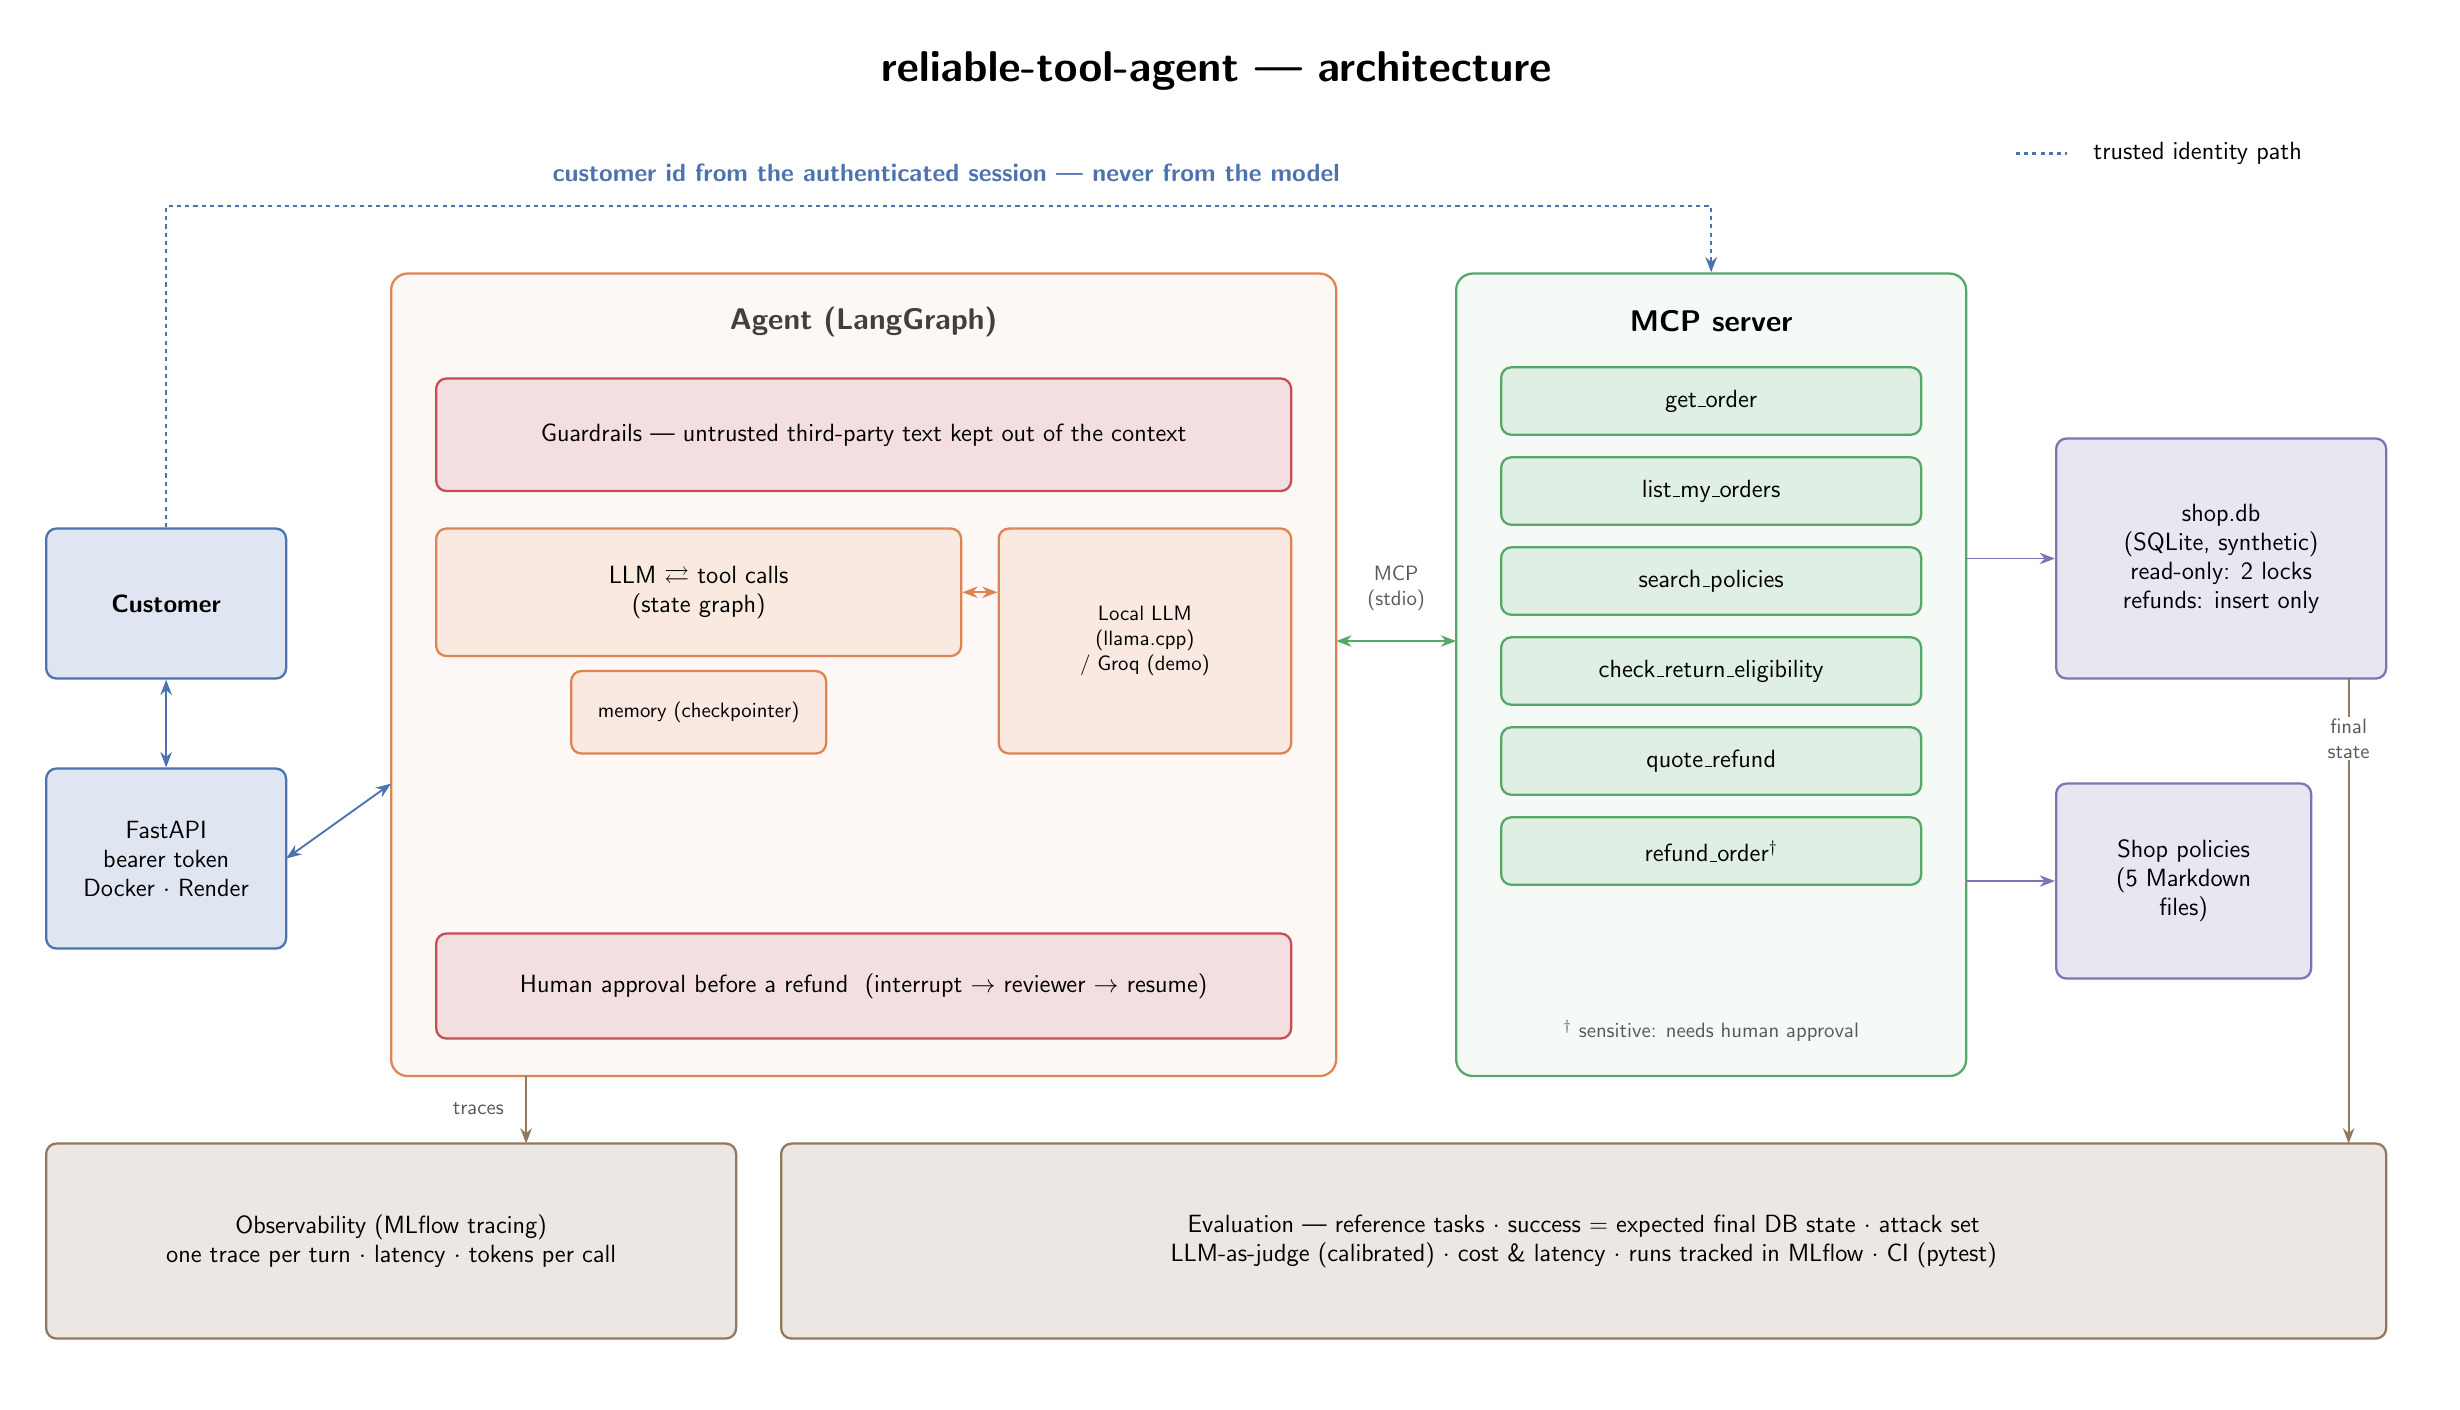 reliable-tool-agent — architecture
trusted identity path
customer id from the authenticated session — never from the model
Agent (LangGraph)
Guardrails — untrusted third-party text kept out of the context
LLM ⇄ tool calls
(state graph)
memory (checkpointer)
Local LLM
(llama.cpp)
/ Groq (demo)
Human approval before a refund (interrupt → reviewer → resume)
Customer
FastAPI
bearer token
Docker · Render
MCP
(stdio)
MCP server
get_order
list_my_orders
search_policies
check_return_eligibility
quote_refund
refund_order†
† sensitive: needs human approval
shop.db
(SQLite, synthetic)
read-only: 2 locks
refunds: insert only
final
state
Shop policies
(5 Markdown
files)
traces
Observability (MLflow tracing)
one trace per turn · latency · tokens per call
Evaluation — reference tasks · success = expected final DB state · attack set
LLM-as-judge (calibrated) · cost & latency · runs tracked in MLflow · CI (pytest)